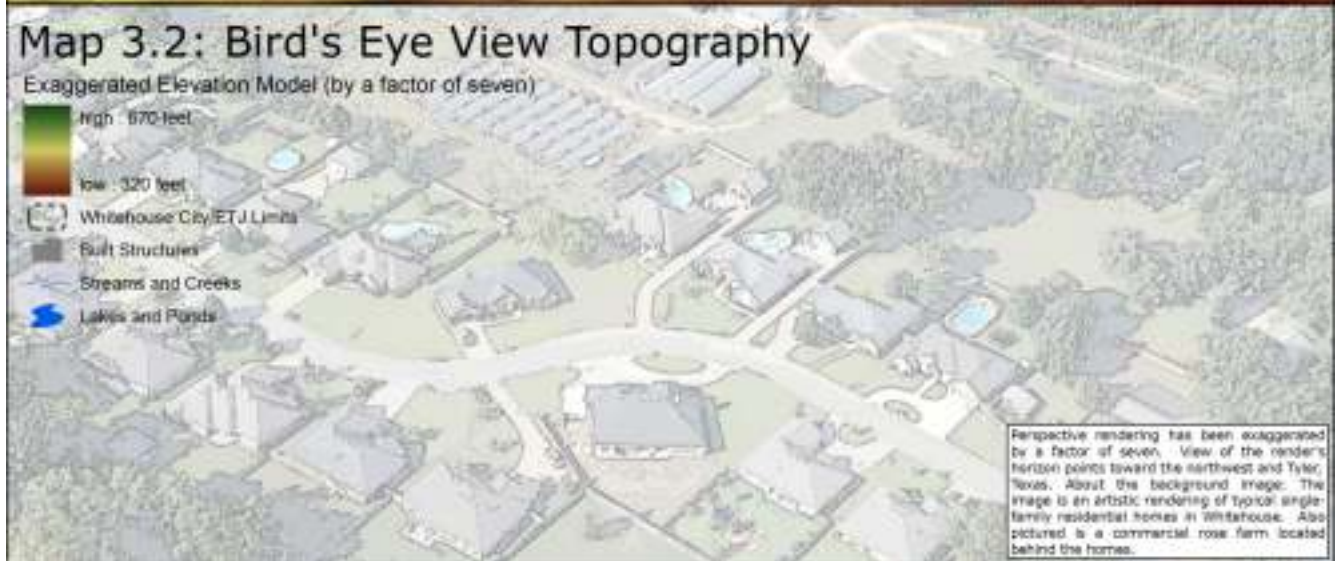 Map 3.2: Bird's Eye View Topography
Exaggerated Elevation Model (by a factor of seven)
high : 670 feet
low : 320 feet
Whitehouse City/ETJ Limits
Built Structures
Streams and Creeks
Lakes and Ponds
Perspective rendering has been exaggerated
by a factor of seven. View of the render's
horizon points toward the northwest and Tyler,
Texas. About the background image: The
image is an artistic rendering of typical single-
family residential homes in Whitehouse. Also
pictured is a commercial rose farm located
behind the homes.